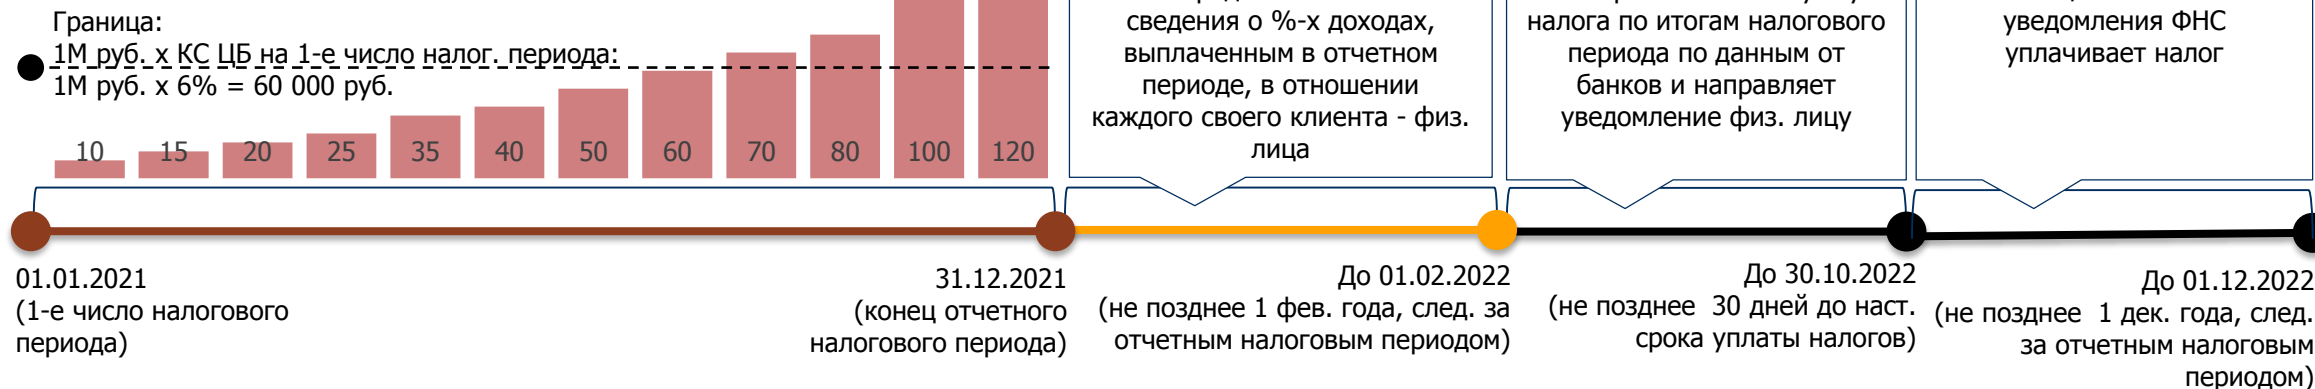 Граница:
1М руб. х КС ЦБ на 1-е число налог. периода:
1М руб. х 6% = 60 000 руб.
10 15 20 25 35 40 50 60 70 80 100 120
сведения о %-х доходах,
выплаченным в отчетном
периоде, в отношении
каждого своего клиента - физ.
лица
налога по итогам налогового
периода по данным от
банков и направляет
уведомление физ. лицу
уведомления ФНС
уплачивает налог
01.01.2021
(1-е число налогового
периода)
31.12.2021
(конец отчетного
налогового периода)
До 01.02.2022
(не позднее 1 фев. года, след. за
отчетным налоговым периодом)
До 30.10.2022
(не позднее 30 дней до наст.
срока уплаты налогов)
До 01.12.2022
(не позднее 1 дек. года, след.
за отчетным налоговым
периодом)